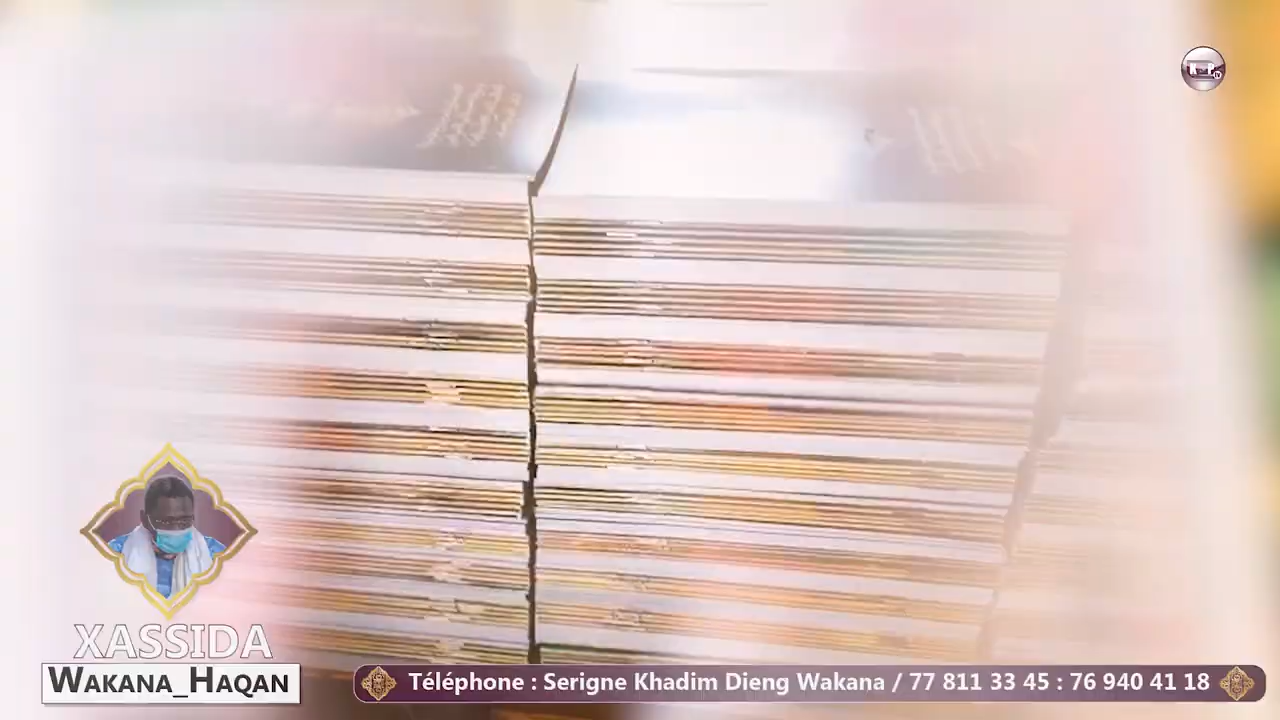 XASSIDA
WAKANA_HAQAN
Téléphone : Serigne Khadim Dieng Wakana / 77 811 33 45 : 76 940 41 18